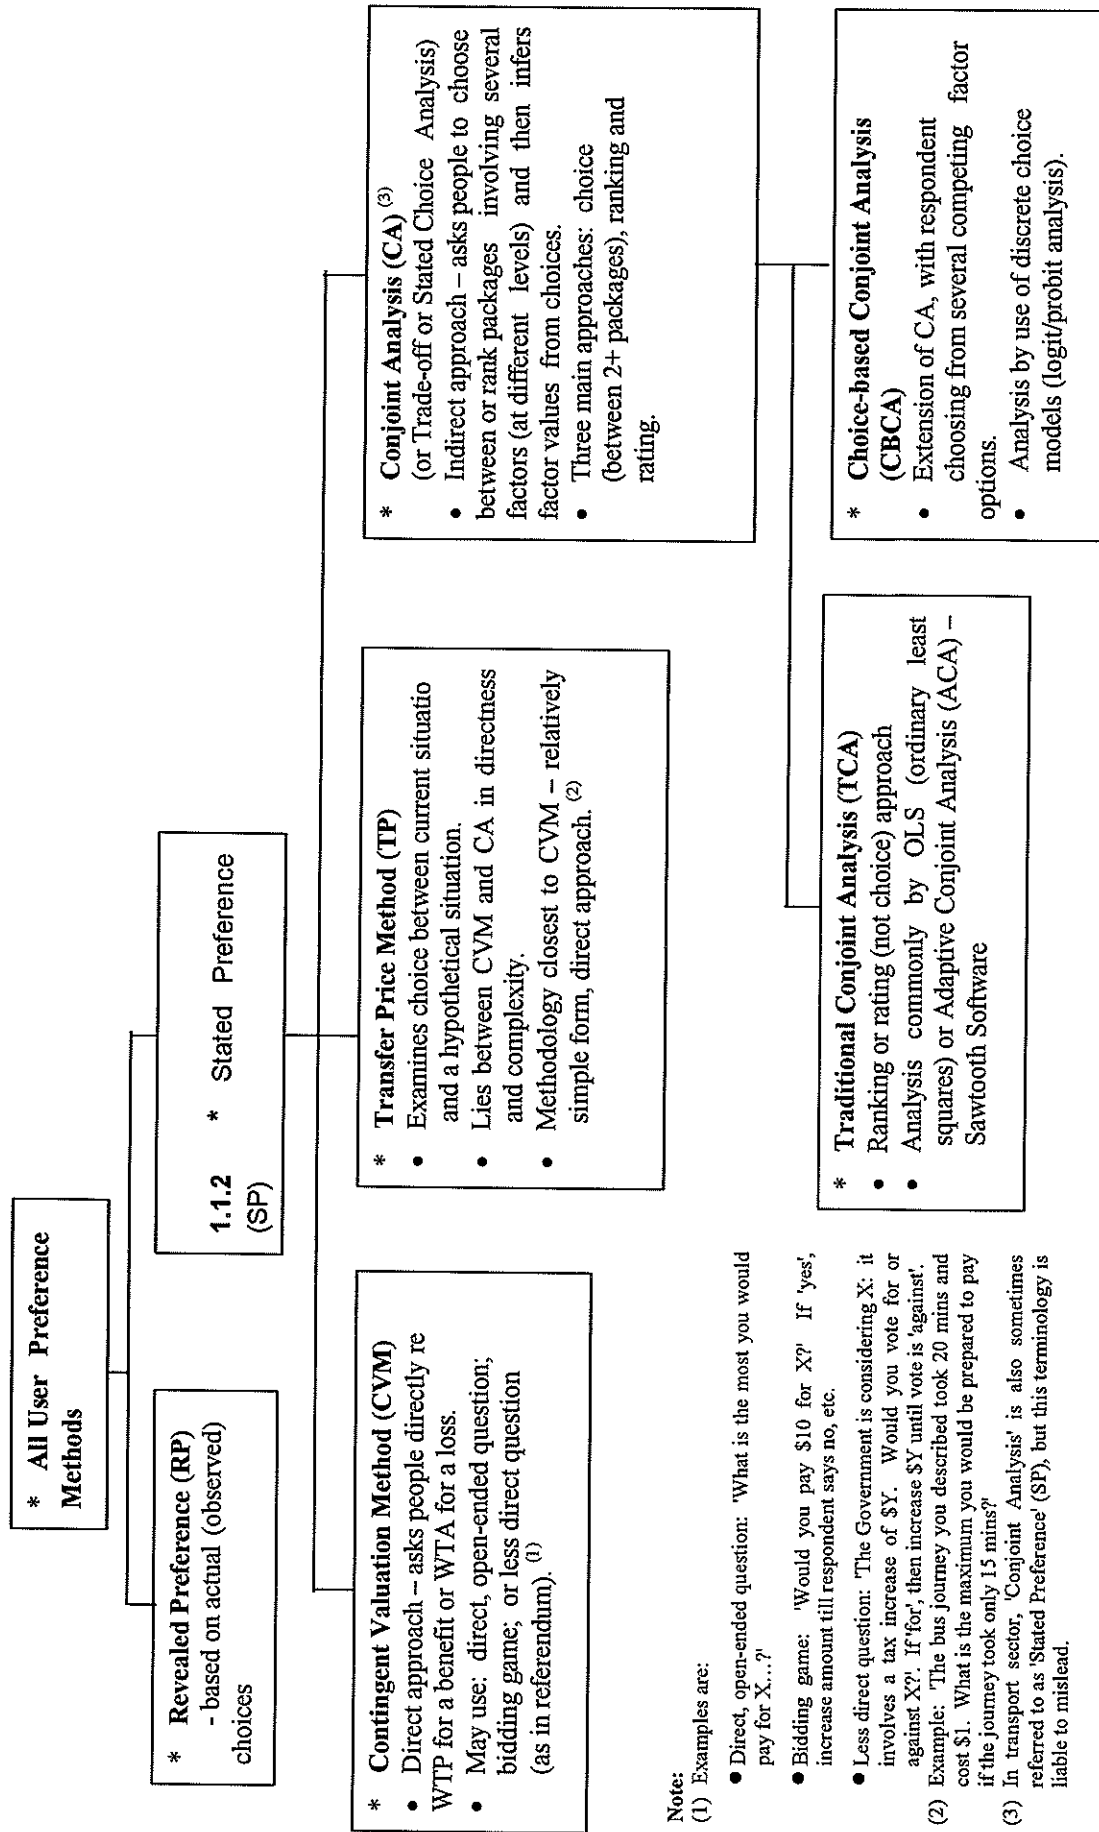 * All User Preference
Methods
* Revealed Preference (RP)
- based on actual (observed)
choices
1.1.2 * Stated Preference
(SP)
* Contingent Valuation Method (CVM)
• Direct approach – asks people directly re
WTP for a benefit or WTA for a loss.
• May use: direct, open-ended question;
bidding game; or less direct question
(as in referendum). (1)
* Transfer Price Method (TP)
• Examines choice between current situatio
and a hypothetical situation.
• Lies between CVM and CA in directness
and complexity.
• Methodology closest to CVM – relatively
simple form, direct approach. (2)
* Conjoint Analysis (CA) (3)
(or Trade-off or Stated Choice Analysis)
• Indirect approach – asks people to choose
between or rank packages involving several
factors (at different levels) and then infers
factor values from choices.
• Three main approaches: choice
(between 2+ packages), ranking and
rating.
* Traditional Conjoint Analysis (TCA)
• Ranking or rating (not choice) approach
• Analysis commonly by OLS (ordinary least
squares) or Adaptive Conjoint Analysis (ACA) –
Sawtooth Software
* Choice-based Conjoint Analysis
(CBCA)
• Extension of CA, with respondent
choosing from several competing factor
options.
• Analysis by use of discrete choice
models (logit/probit analysis).
Note:
(1) Examples are:
• Direct, open-ended question: 'What is the most you would
pay for X...?'
• Bidding game: 'Would you pay $10 for X?' If 'yes',
increase amount till respondent says no, etc.
• Less direct question: 'The Government is considering X: it
involves a tax increase of $Y. Would you vote for or
against X?'. If 'for', then increase $Y until vote is 'against'.
(2) Example: 'The bus journey you described took 20 mins and
cost $1. What is the maximum you would be prepared to pay
if the journey took only 15 mins?'
(3) In transport sector, 'Conjoint Analysis' is also sometimes
referred to as 'Stated Preference' (SP), but this terminology is
liable to mislead.